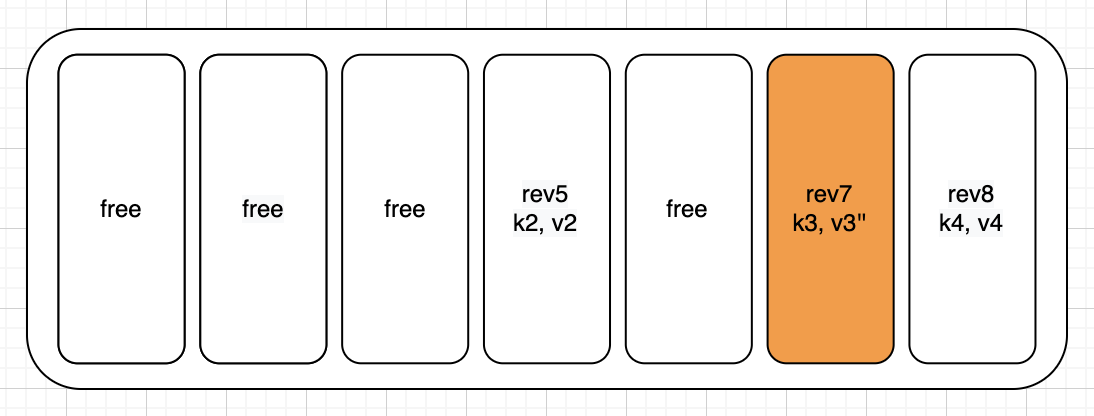 free
free
free
rev5
k2, v2
free
rev7
k3, v3"
rev8
k4, v4